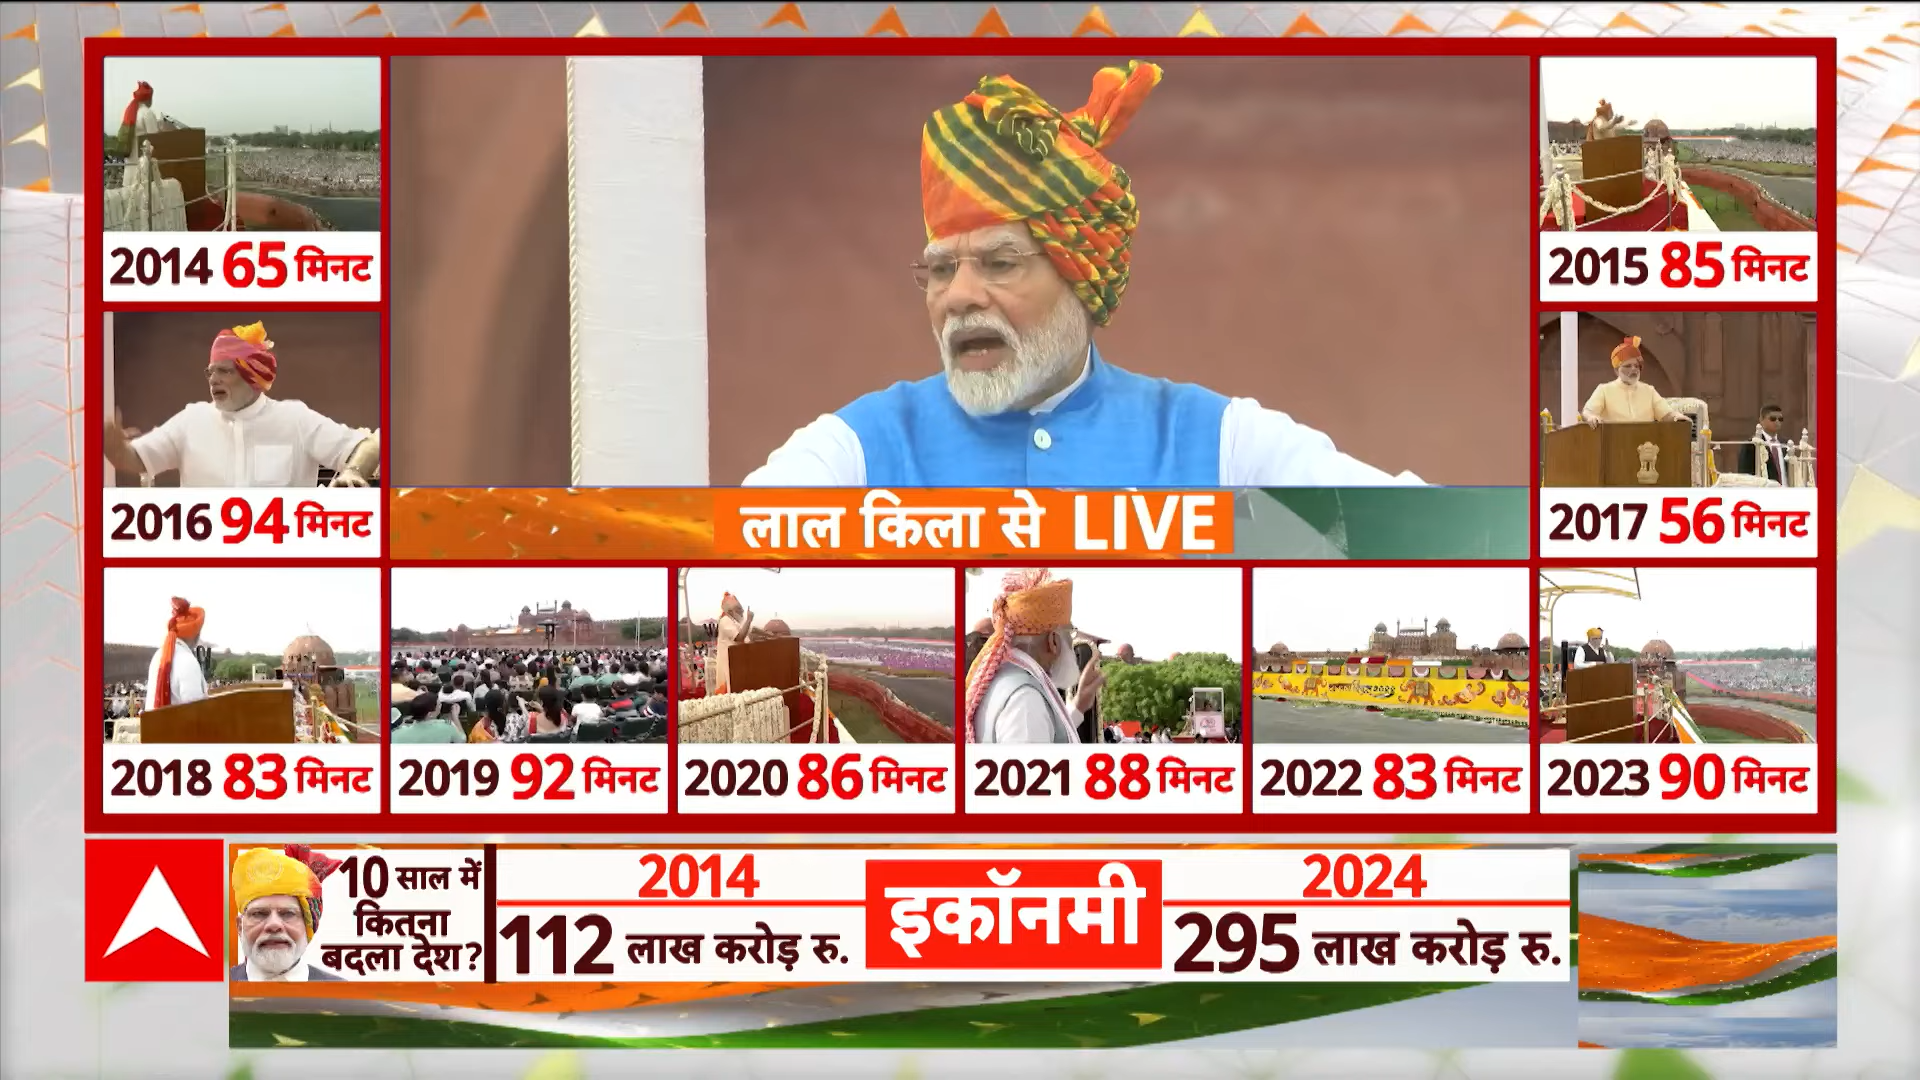 2014 65 मिनट
2015 85 मिनट
2016 94 मिनट
2017 56 मिनट
लाल किला से LIVE
2018 83 मिनट
2019 92 मिनट
2020 86 मिनट
2021 88 मिनट
2022 83 मिनट
2023 90 मिनट
10 साल में
कितना
बदला देश?
2014
112 लाख करोड़ रु.
इकॉनमी
2024
295 लाख करोड़ रु.